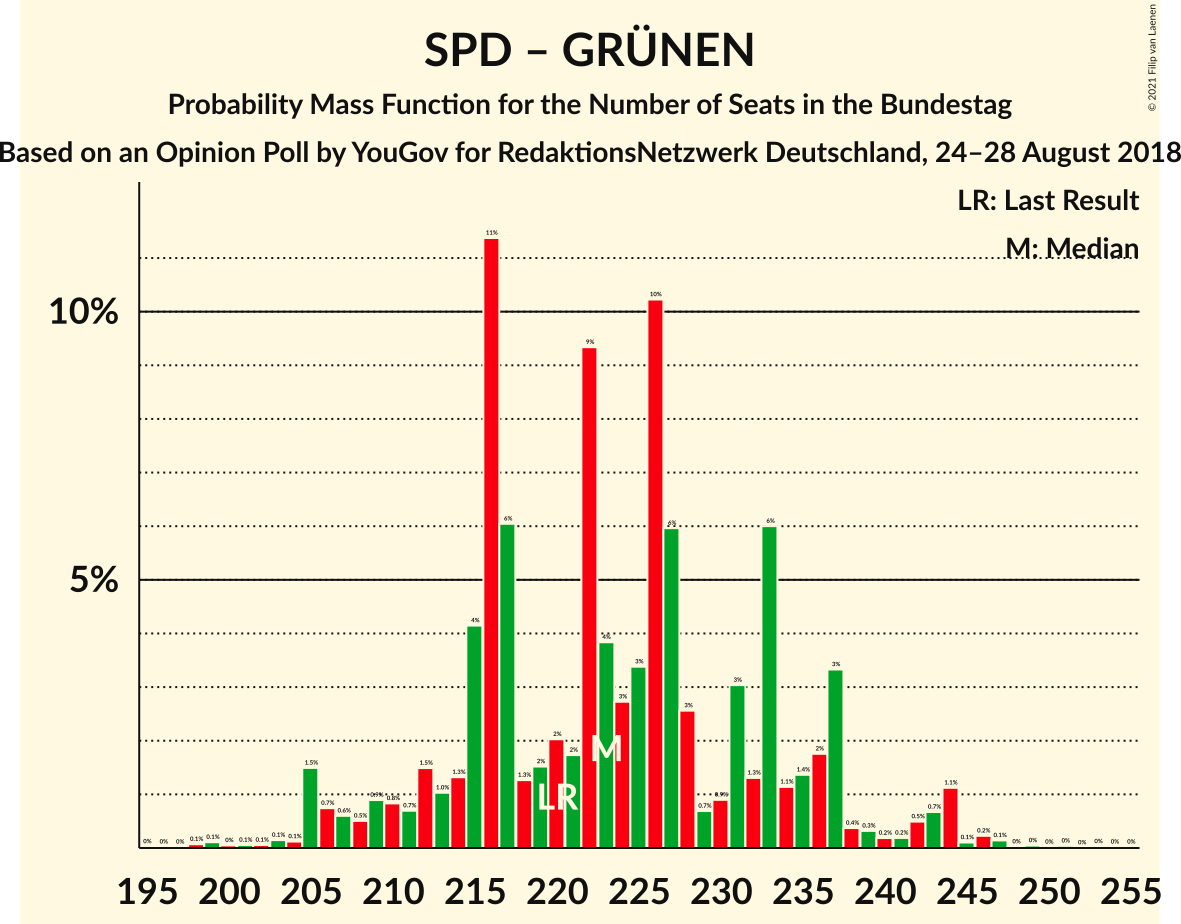 SPD – GRÜNEN
Probability Mass Function for the Number of Seats in the Bundestag
Based on an Opinion Poll by YouGov for RedaktionsNetzwerk Deutschland, 24–28 August 2018
© 2021 Filip van Laenen
LR: Last Result
M: Median
10%
5%
0% 0% 0% 0.1% 0.1% 0% 0.1% 0.1% 0.1% 0.1% 1.5% 0.7% 0.6% 0.5% 0.9% 0.8% 0.7% 1.5% 1.0% 1.3% 4% 11% 6% 1.3% 2% 2% 2% 9% 4% 3% 3% 10% 6% 3% 0.7% 0.9% 3% 1.3% 6% 1.1% 1.4% 2% 3% 0.4% 0.3% 0.2% 0.2% 0.5% 0.7% 1.1% 0.1% 0.2% 0.1% 0% 0% 0% 0% 0% 0% 0% 0%
M
LR
195 200 205 210 215 220 225 230 235 240 245 250 255